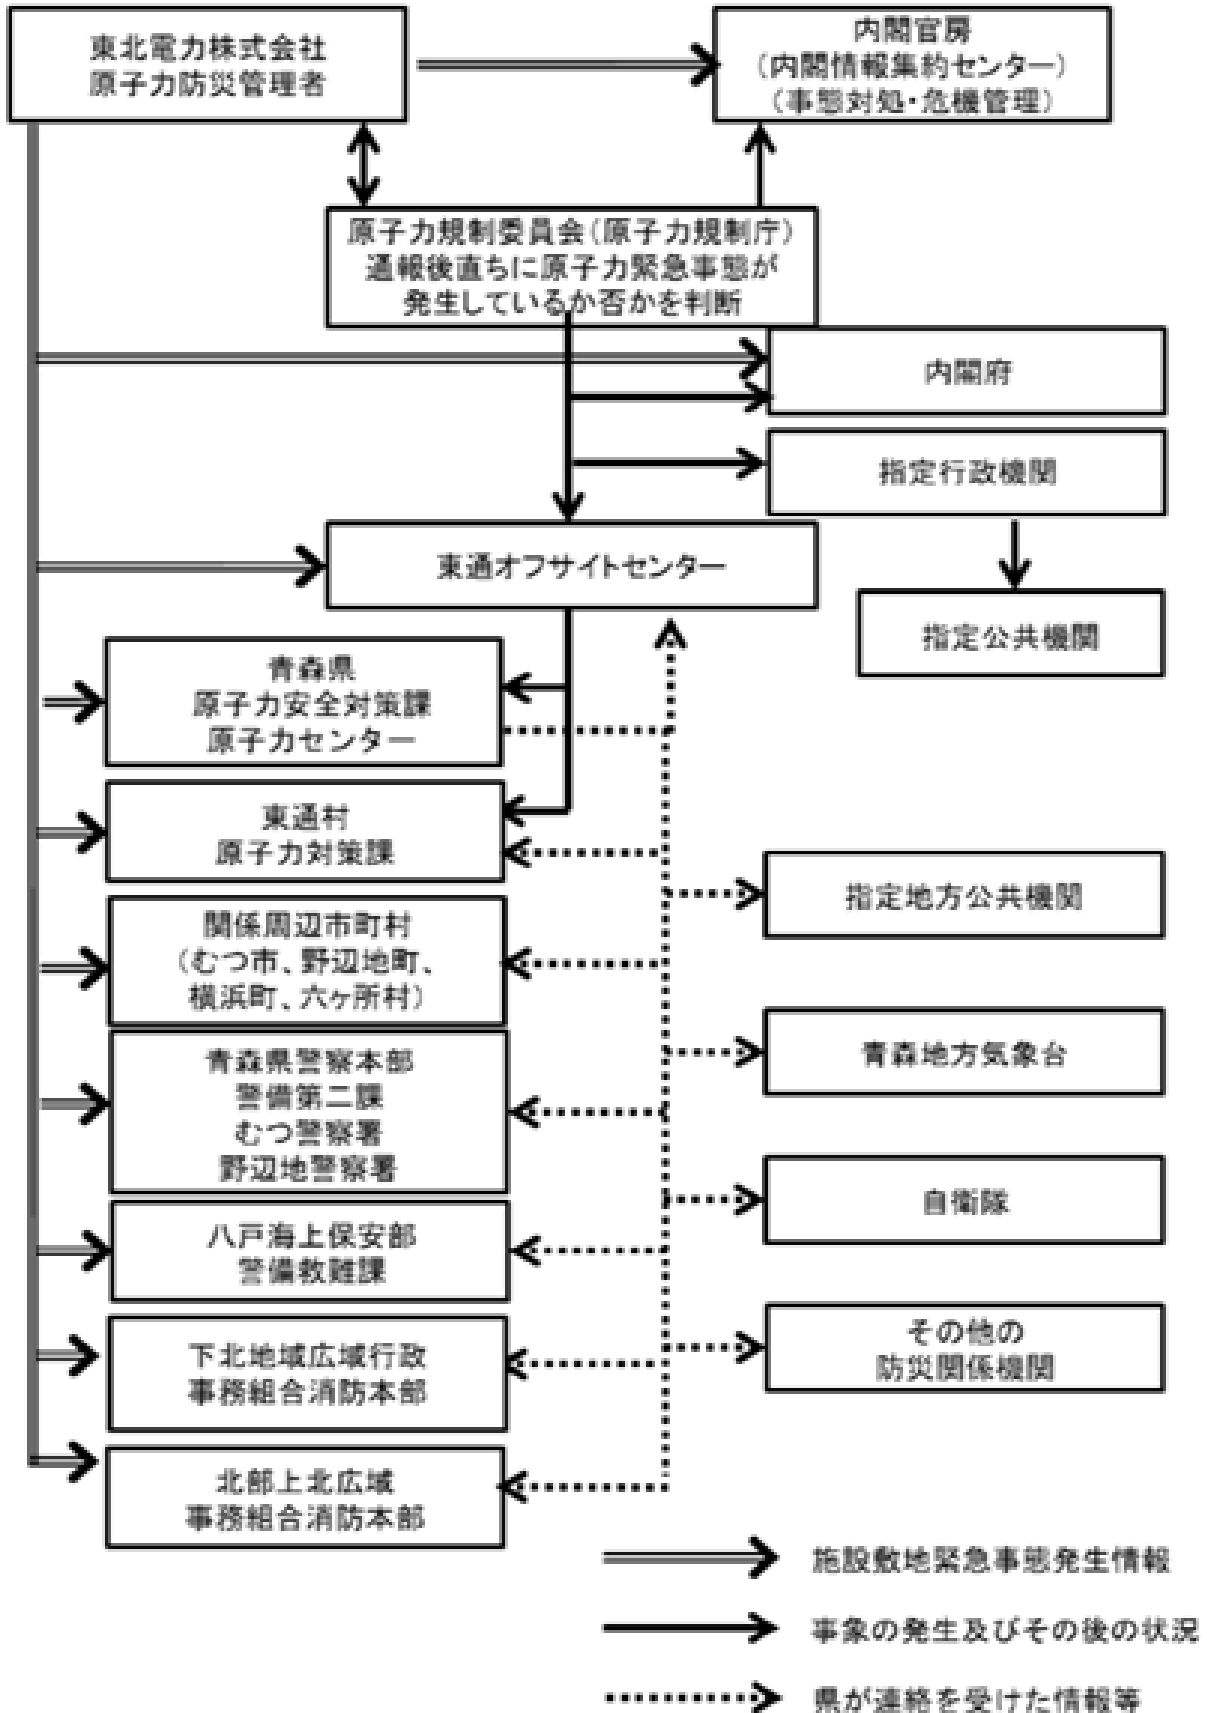 東北電力株式会社
原子力防災管理者
内閣官房
(内閣情報集約センター)
(事態対処・危機管理)
原子力規制委員会(原子力規制庁)
通報後直ちに原子力緊急事態が
発生しているか否かを判断
内閣府
指定行政機関
東通オフサイトセンター
指定公共機関
青森県
原子力安全対策課
原子力センター
東通村
原子力対策課
指定地方公共機関
関係周辺市町村
(むつ市、野辺地町、
横浜町、六ヶ所村)
青森県警察本部
警備第二課
むつ警察署
野辺地警察署
青森地方気象台
自衛隊
八戸海上保安部
警備救難課
下北地域広域行政
事務組合消防本部
その他の
防災関係機関
北部上北広域
事務組合消防本部
施設敷地緊急事態発生情報
事象の発生及びその後の状況
県が連絡を受けた情報等